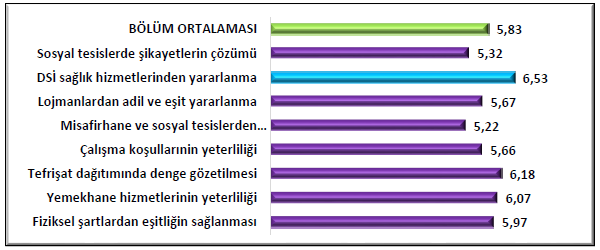 BÖLÜM ORTALAMASI 5,83
Sosyal tesislerde şikayetlerin çözümü 5,32
DSİ sağlık hizmetlerinden yararlanma 6,53
Lojmanlardan adil ve eşit yararlanma 5,67
Misafirhane ve sosyal tesislerden... 5,22
Çalışma koşullarının yeterliliği 5,66
Tefrişat dağıtımında denge gözetilmesi 6,18
Yemekhane hizmetlerinin yeterliliği 6,07
Fiziksel şartlardan eşitliğin sağlanması 5,97